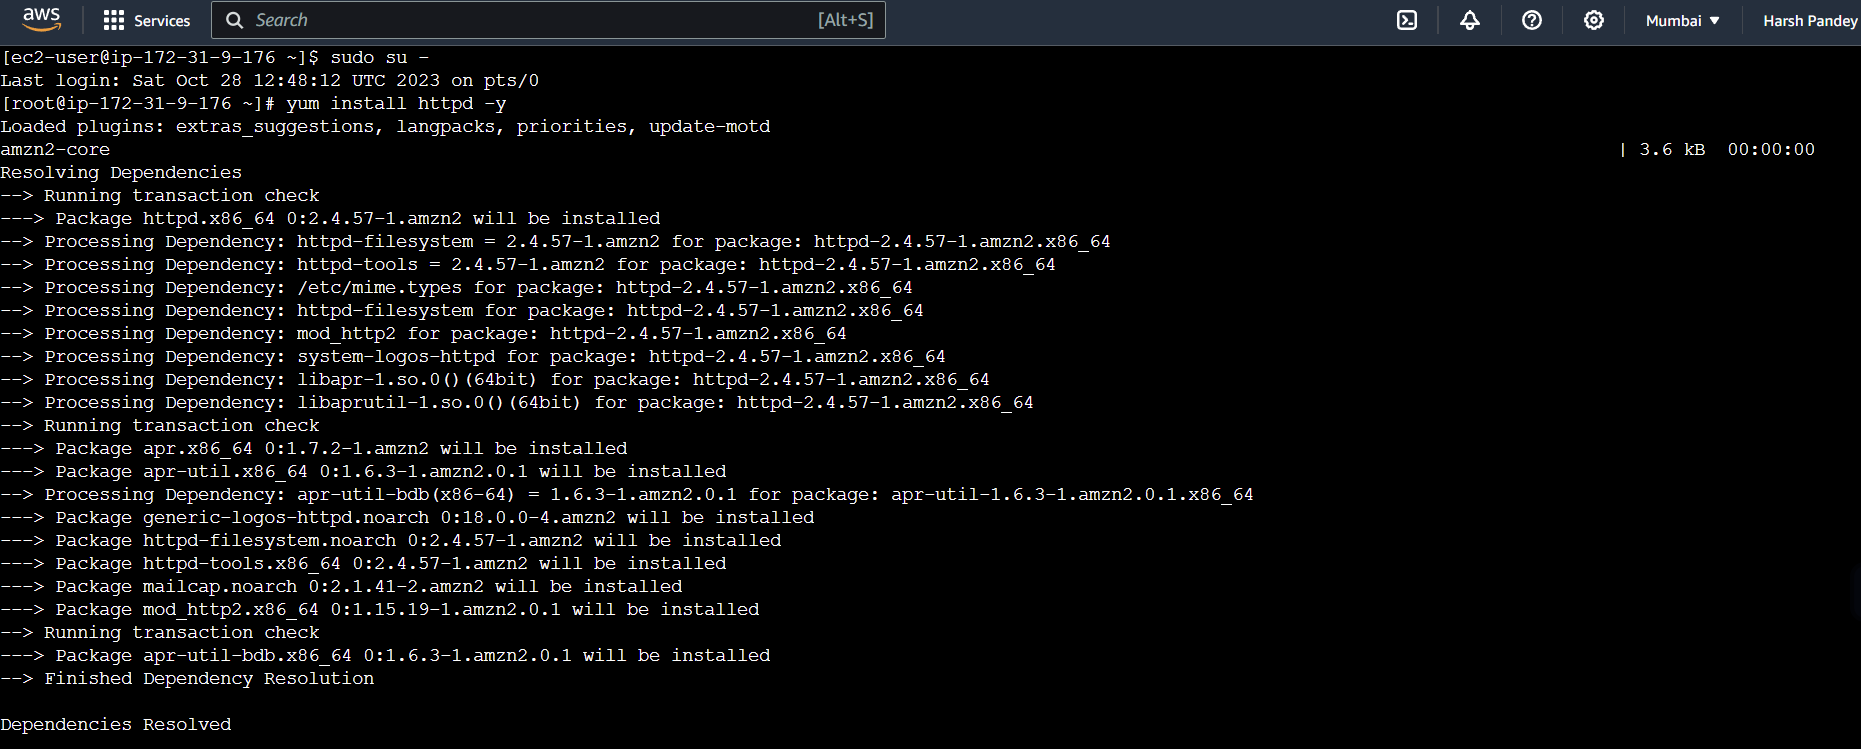 aws Services Search [Alt+S] Mumbai ▼ Harsh Pandey
[ec2-user@ip-172-31-9-176 ~]$ sudo su -
Last login: Sat Oct 28 12:48:12 UTC 2023 on pts/0
[root@ip-172-31-9-176 ~]# yum install httpd -y
Loaded plugins: extras_suggestions, langpacks, priorities, update-motd
amzn2-core | 3.6 kB 00:00:00
Resolving Dependencies
--> Running transaction check
---> Package httpd.x86_64 0:2.4.57-1.amzn2 will be installed
--> Processing Dependency: httpd-filesystem = 2.4.57-1.amzn2 for package: httpd-2.4.57-1.amzn2.x86_64
--> Processing Dependency: httpd-tools = 2.4.57-1.amzn2 for package: httpd-2.4.57-1.amzn2.x86_64
--> Processing Dependency: /etc/mime.types for package: httpd-2.4.57-1.amzn2.x86_64
--> Processing Dependency: httpd-filesystem for package: httpd-2.4.57-1.amzn2.x86_64
--> Processing Dependency: mod_http2 for package: httpd-2.4.57-1.amzn2.x86_64
--> Processing Dependency: system-logos-httpd for package: httpd-2.4.57-1.amzn2.x86_64
--> Processing Dependency: libapr-1.so.0()(64bit) for package: httpd-2.4.57-1.amzn2.x86_64
--> Processing Dependency: libaprutil-1.so.0()(64bit) for package: httpd-2.4.57-1.amzn2.x86_64
--> Running transaction check
---> Package apr.x86_64 0:1.7.2-1.amzn2 will be installed
---> Package apr-util.x86_64 0:1.6.3-1.amzn2.0.1 will be installed
--> Processing Dependency: apr-util-bdb(x86-64) = 1.6.3-1.amzn2.0.1 for package: apr-util-1.6.3-1.amzn2.0.1.x86_64
---> Package generic-logos-httpd.noarch 0:18.0.0-4.amzn2 will be installed
---> Package httpd-filesystem.noarch 0:2.4.57-1.amzn2 will be installed
---> Package httpd-tools.x86_64 0:2.4.57-1.amzn2 will be installed
---> Package mailcap.noarch 0:2.1.41-2.amzn2 will be installed
---> Package mod_http2.x86_64 0:1.15.19-1.amzn2.0.1 will be installed
--> Running transaction check
---> Package apr-util-bdb.x86_64 0:1.6.3-1.amzn2.0.1 will be installed
--> Finished Dependency Resolution
Dependencies Resolved